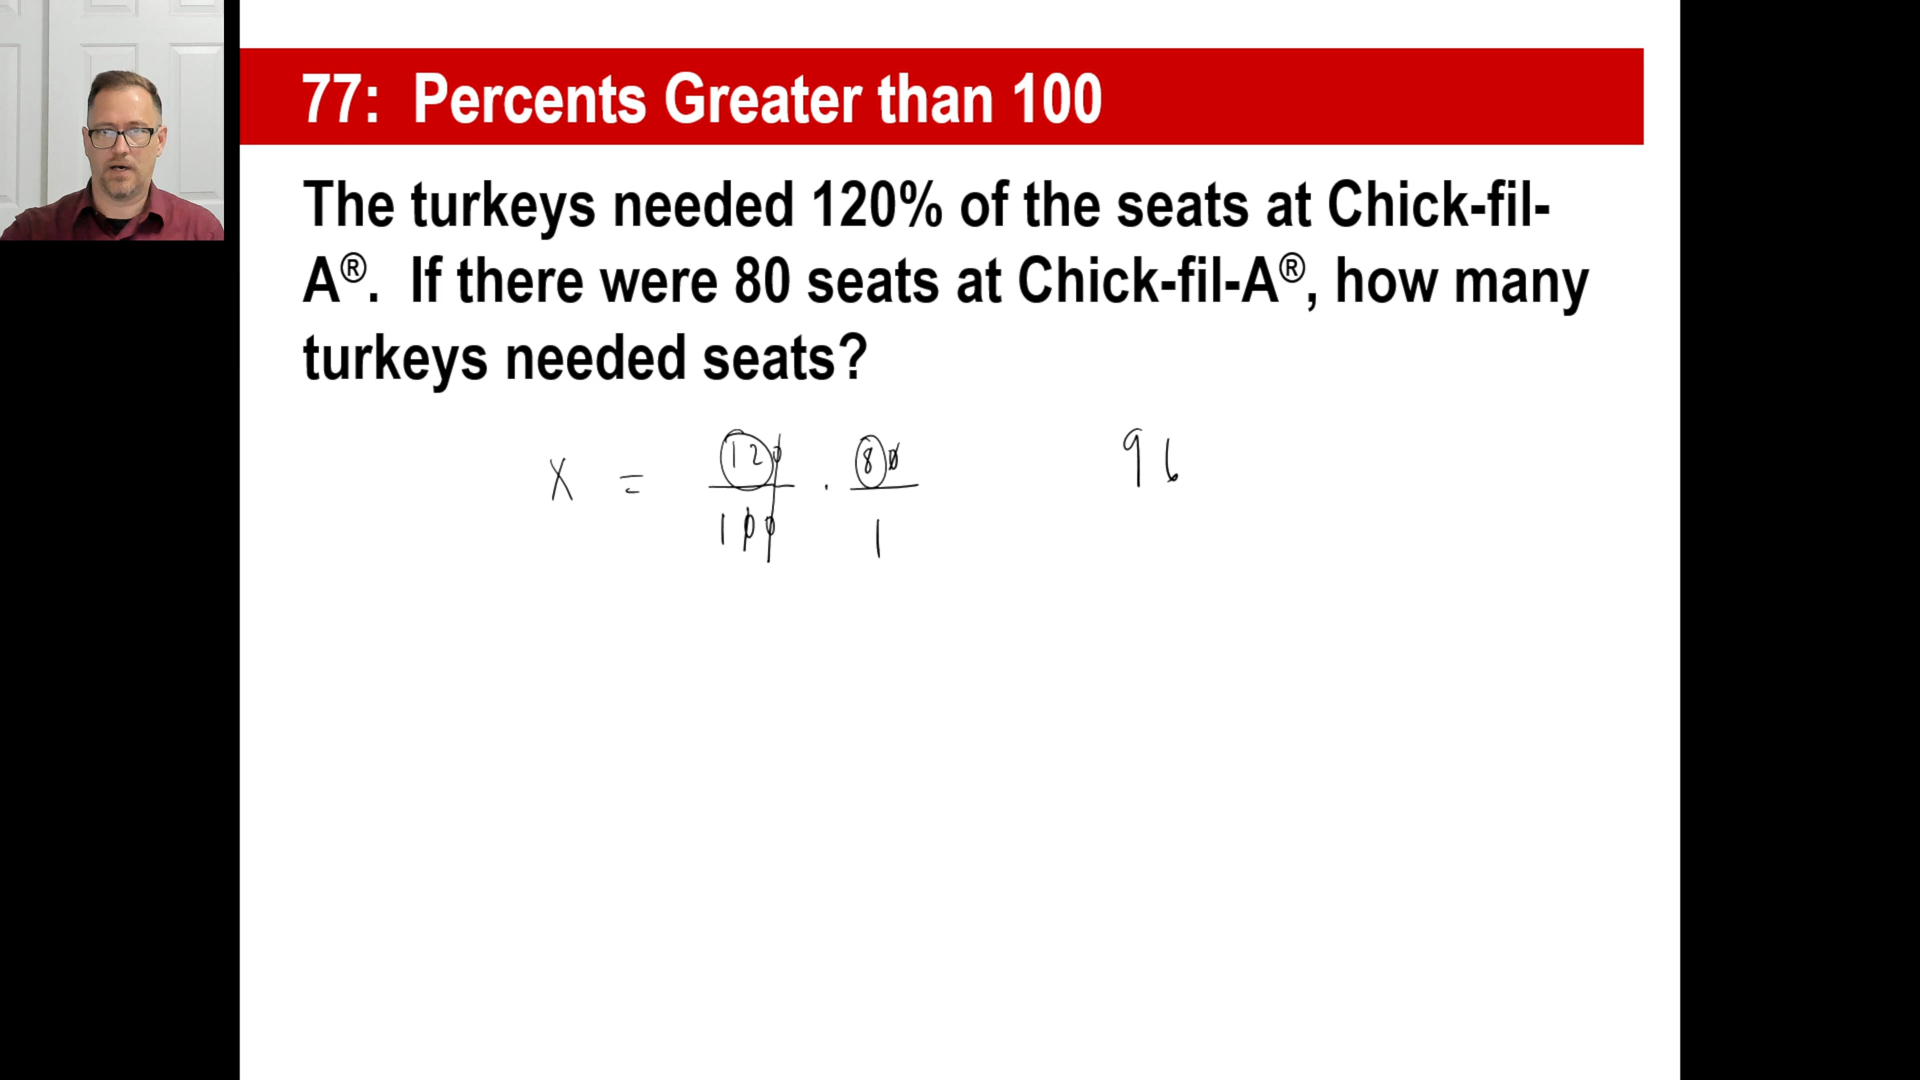 77: Percents Greater than 100
The turkeys needed 120% of the seats at Chick-fil-
A®. If there were 80 seats at Chick-fil-A®, how many
turkeys needed seats?
x = 120/100 · 80/1 96